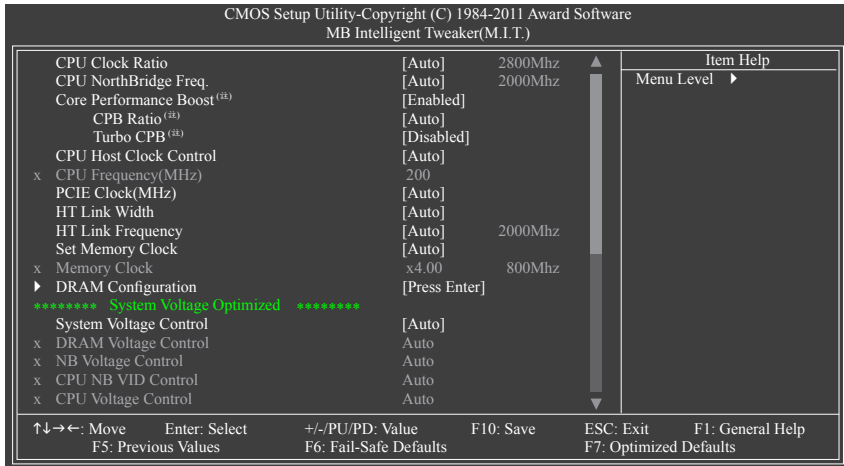 CMOS Setup Utility-Copyright (C) 1984-2011 Award Software
MB Intelligent Tweaker(M.I.T.)
CPU Clock Ratio [Auto] 2800Mhz
CPU NorthBridge Freq. [Auto] 2000Mhz
Core Performance Boost(註) [Enabled]
CPB Ratio(註) [Auto]
Turbo CPB(註) [Disabled]
CPU Host Clock Control [Auto]
x CPU Frequency(MHz) 200
PCIE Clock(MHz) [Auto]
HT Link Width [Auto]
HT Link Frequency [Auto] 2000Mhz
Set Memory Clock [Auto]
x Memory Clock x4.00 800Mhz
DRAM Configuration [Press Enter]
******** System Voltage Optimized ********
System Voltage Control [Auto]
x DRAM Voltage Control Auto
x NB Voltage Control Auto
x CPU NB VID Control Auto
x CPU Voltage Control Auto
Item Help
Menu Level
↑↓→←: Move Enter: Select +/-/PU/PD: Value F10: Save ESC: Exit F1: General Help
F5: Previous Values F6: Fail-Safe Defaults F7: Optimized Defaults